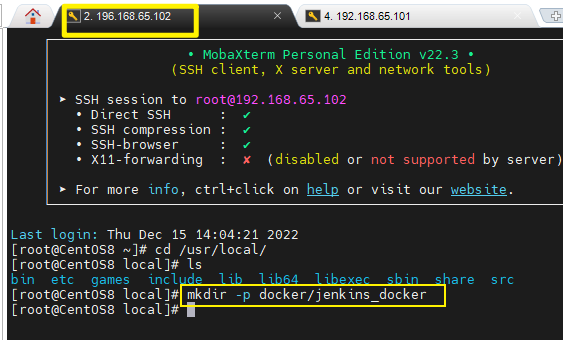 2. 196.168.65.102
4. 192.168.65.101
• MobaXterm Personal Edition v22.3 •
(SSH client, X server and network tools)
➤ SSH session to root@192.168.65.102
• Direct SSH : ✔
• SSH compression : ✔
• SSH-browser : ✔
• X11-forwarding : ✘ (disabled or not supported by server)
➤ For more info, ctrl+click on help or visit our website.
Last login: Thu Dec 15 14:04:21 2022
[root@CentOS8 ~]# cd /usr/local/
[root@CentOS8 local]# ls
bin etc games include lib lib64 libexec sbin share src
[root@CentOS8 local]# mkdir -p docker/jenkins_docker
[root@CentOS8 local]#